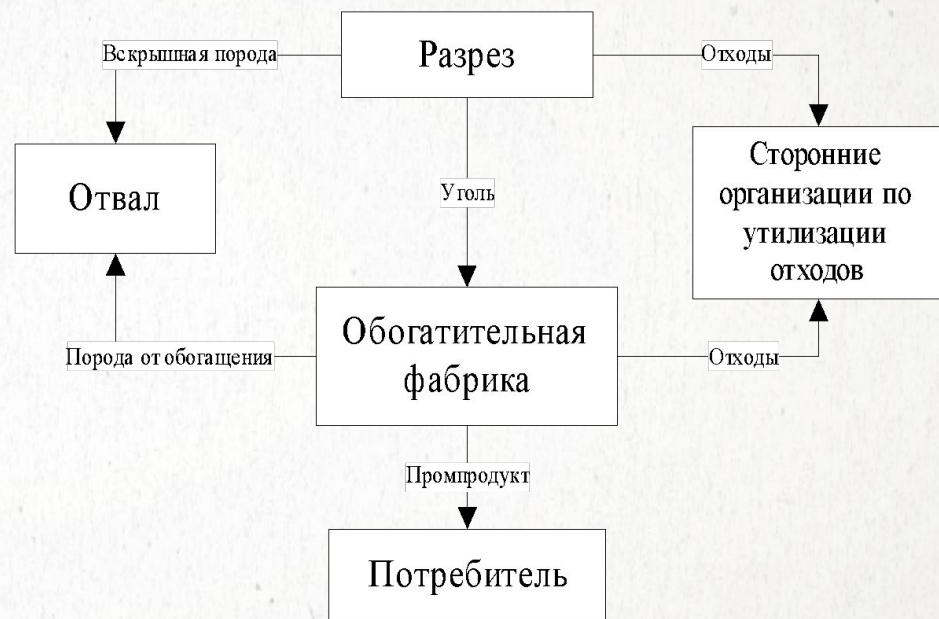 Разрез
Вскрышная порода
Отходы
Отвал
Уголь
Сторонние
организации по
утилизации
отходов
Обогатительная
фабрика
Порода от обогащения
Отходы
Промпродукт
Потребитель